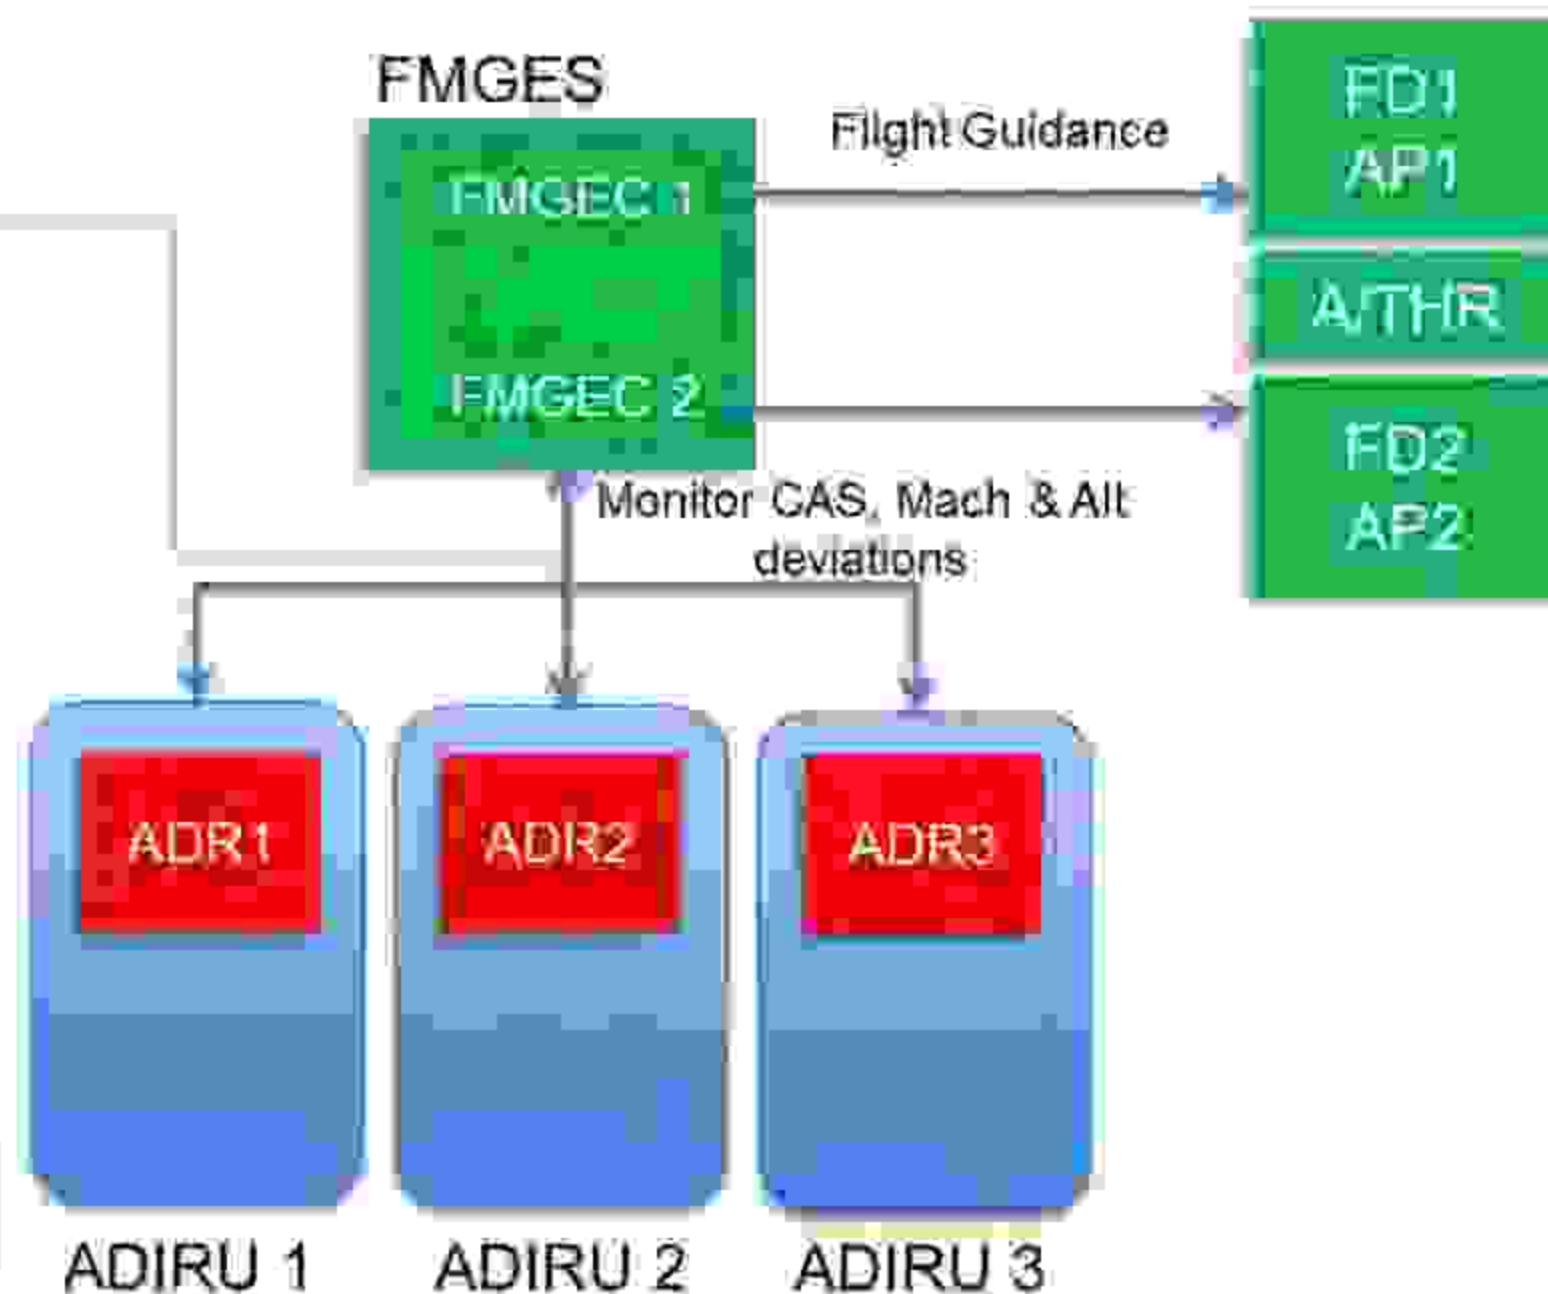 FMGES
FMGEC 1
FMGEC 2
Flight Guidance
FD1
AP1
A/THR
FD2
AP2
Monitor CAS, Mach & Alt
deviations
ADR1
ADR2
ADR3
ADIRU 1
ADIRU 2
ADIRU 3